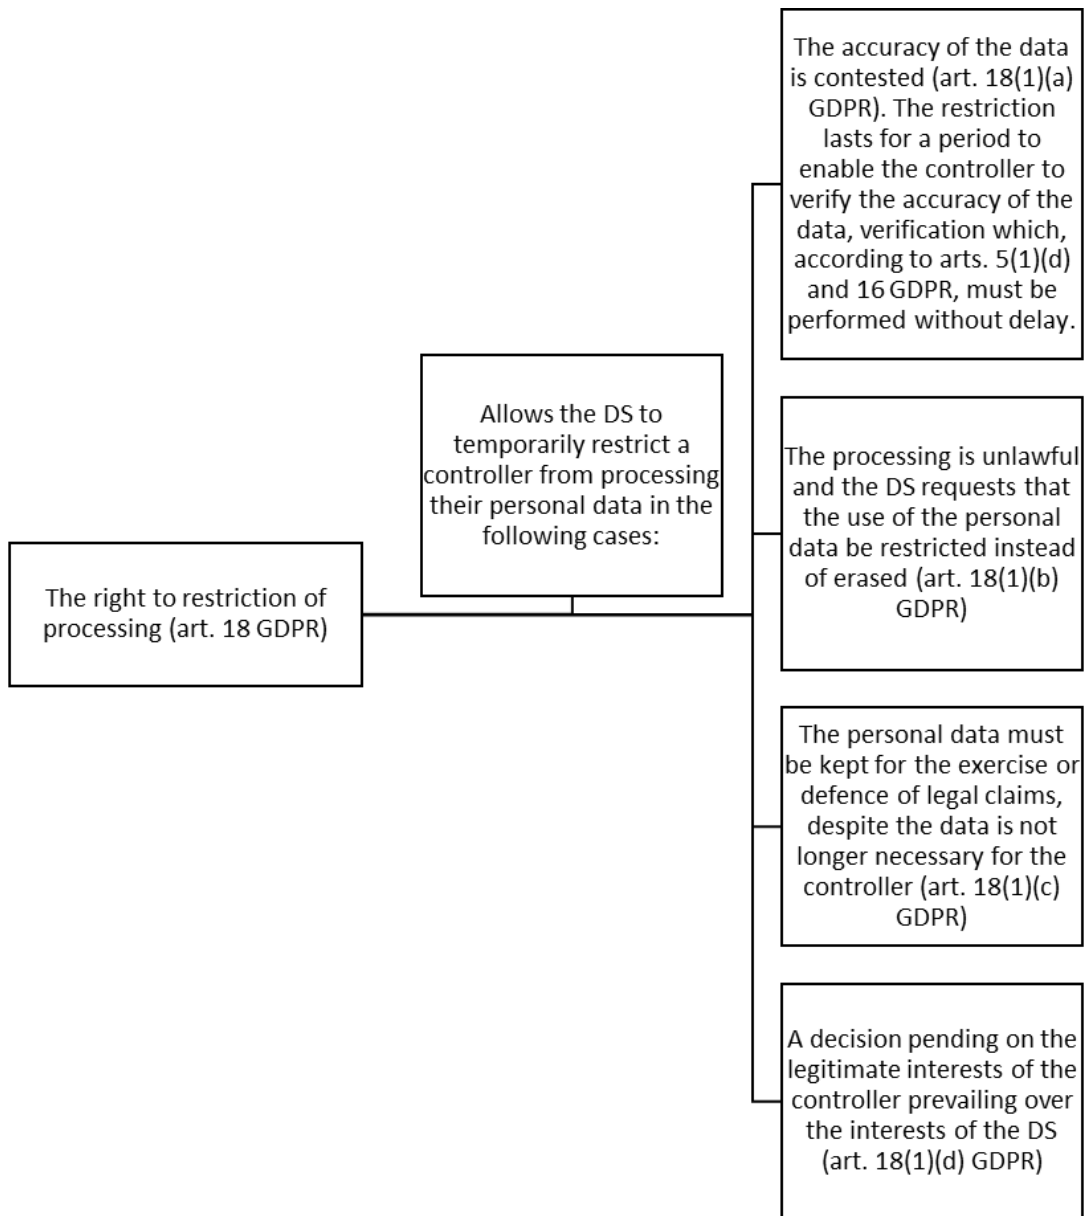 The right to restriction of
processing (art. 18 GDPR)
Allows the DS to
temporarily restrict a
controller from processing
their personal data in the
following cases:
The accuracy of the data
is contested (art. 18(1)(a)
GDPR). The restriction
lasts for a period to
enable the controller to
verify the accuracy of the
data, verification which,
according to arts. 5(1)(d)
and 16 GDPR, must be
performed without delay.
The processing is unlawful
and the DS requests that
the use of the personal
data be restricted instead
of erased (art. 18(1)(b)
GDPR)
The personal data must
be kept for the exercise or
defence of legal claims,
despite the data is not
longer necessary for the
controller (art. 18(1)(c)
GDPR)
A decision pending on the
legitimate interests of the
controller prevailing over
the interests of the DS
(art. 18(1)(d) GDPR)